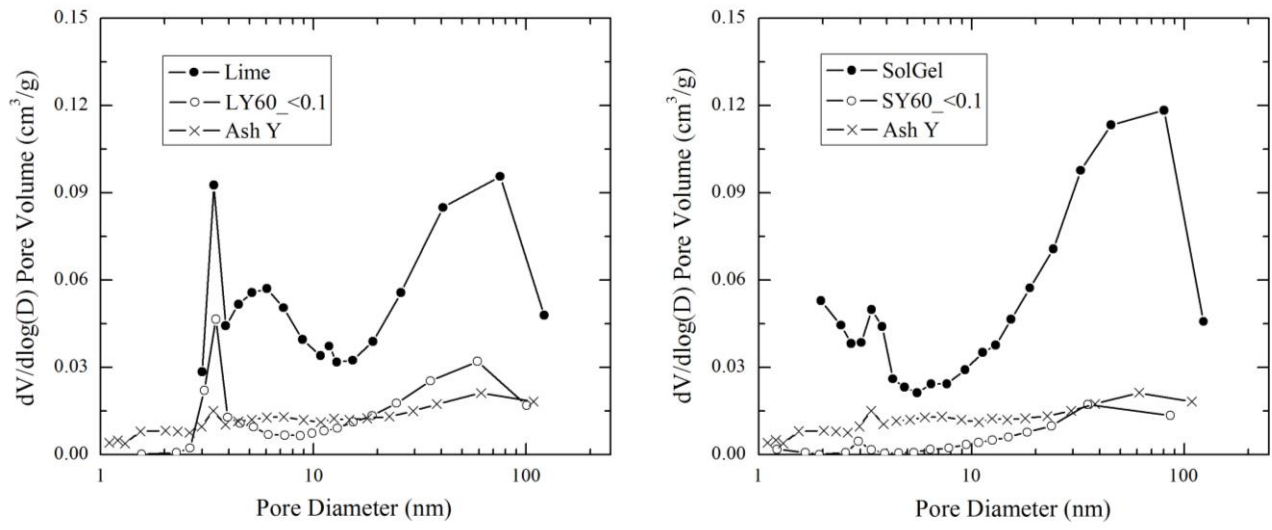 dV/dlog(D) Pore Volume (cm³/g)
0.15
0.12
0.09
0.06
0.03
0.00
Lime
LY60_<0.1
Ash Y
1
10
100
Pore Diameter (nm)
dV/dlog(D) Pore Volume (cm³/g)
0.15
0.12
0.09
0.06
0.03
0.00
SolGel
SY60_<0.1
Ash Y
1
10
100
Pore Diameter (nm)